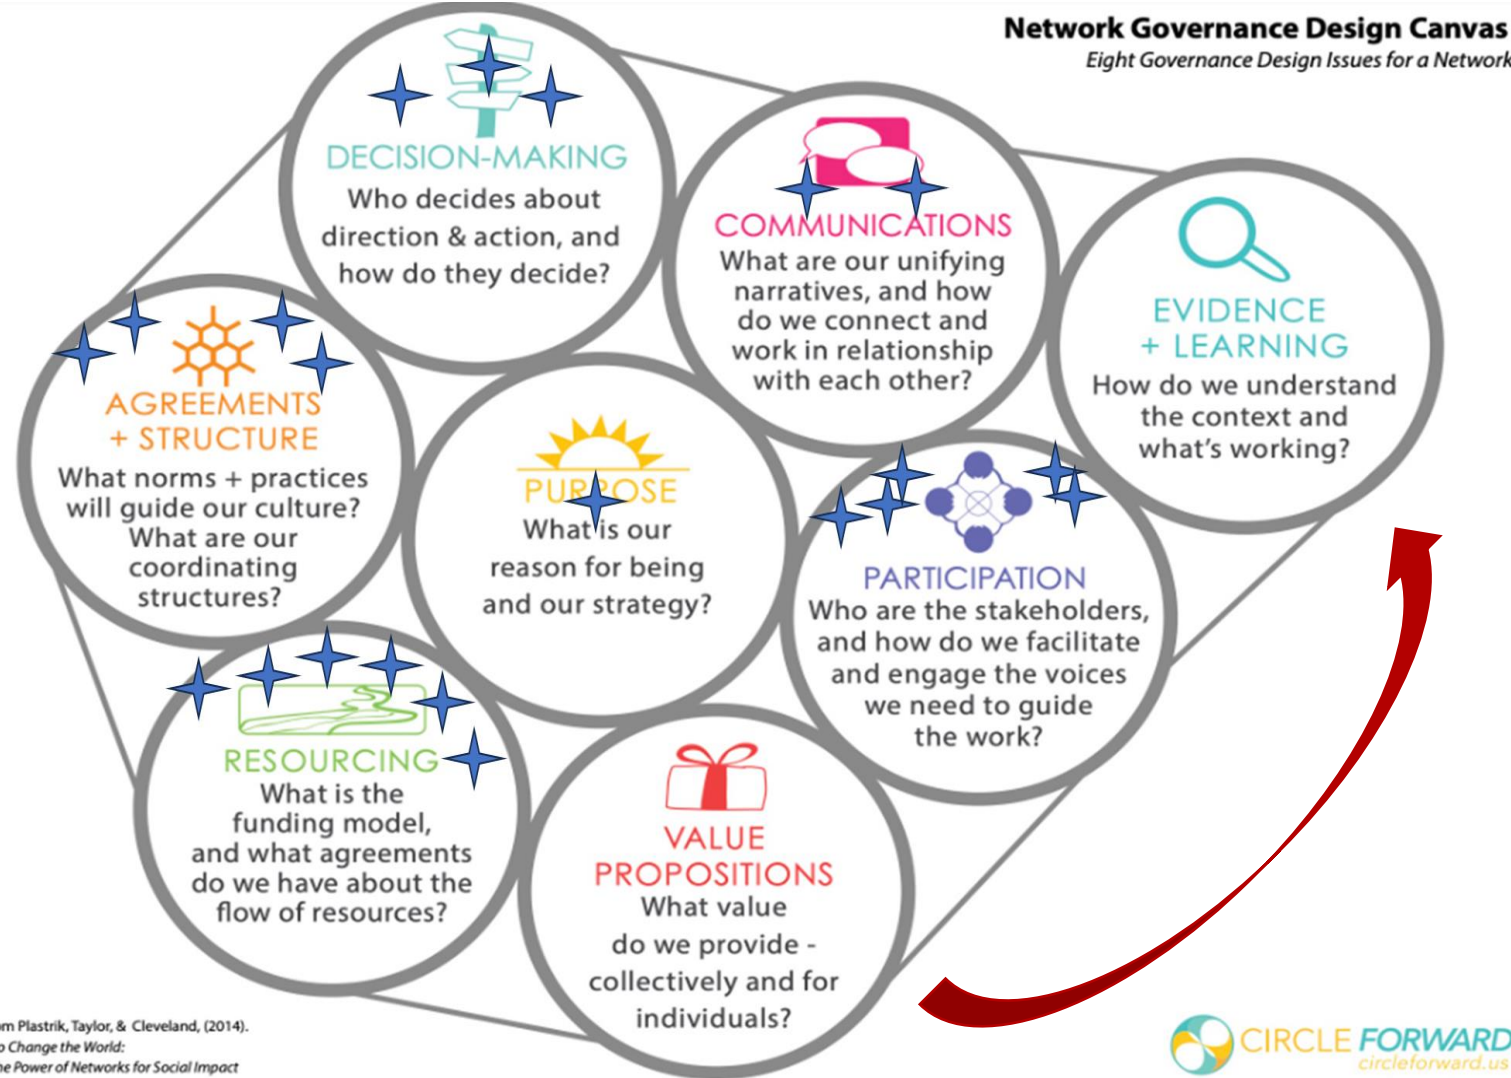 Network Governance Design Canvas
Eight Governance Design Issues for a Network
DECISION-MAKING
Who decides about
direction & action, and
how do they decide?
COMMUNICATIONS
What are our unifying
narratives, and how
do we connect and
work in relationship
with each other?
EVIDENCE
+ LEARNING
How do we understand
the context and
what's working?
AGREEMENTS
+ STRUCTURE
What norms + practices
will guide our culture?
What are our
coordinating
structures?
PURPOSE
What is our
reason for being
and our strategy?
PARTICIPATION
Who are the stakeholders,
and how do we facilitate
and engage the voices
we need to guide
the work?
RESOURCING
What is the
funding model,
and what agreements
do we have about the
flow of resources?
VALUE
PROPOSITIONS
What value
do we provide -
collectively and for
individuals?
Plastrik, Taylor, & Cleveland, (2014).
Change the World:
Power of Networks for Social Impact
CIRCLE FORWARD
circleforward.us